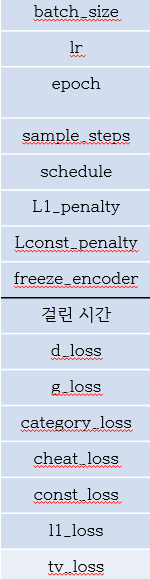 batch_size
lr
epoch
sample_steps
schedule
L1_penalty
Lconst_penalty
freeze_encoder
걸린 시간
d_loss
g_loss
category_loss
cheat_loss
const_loss
l1_loss
tv_loss